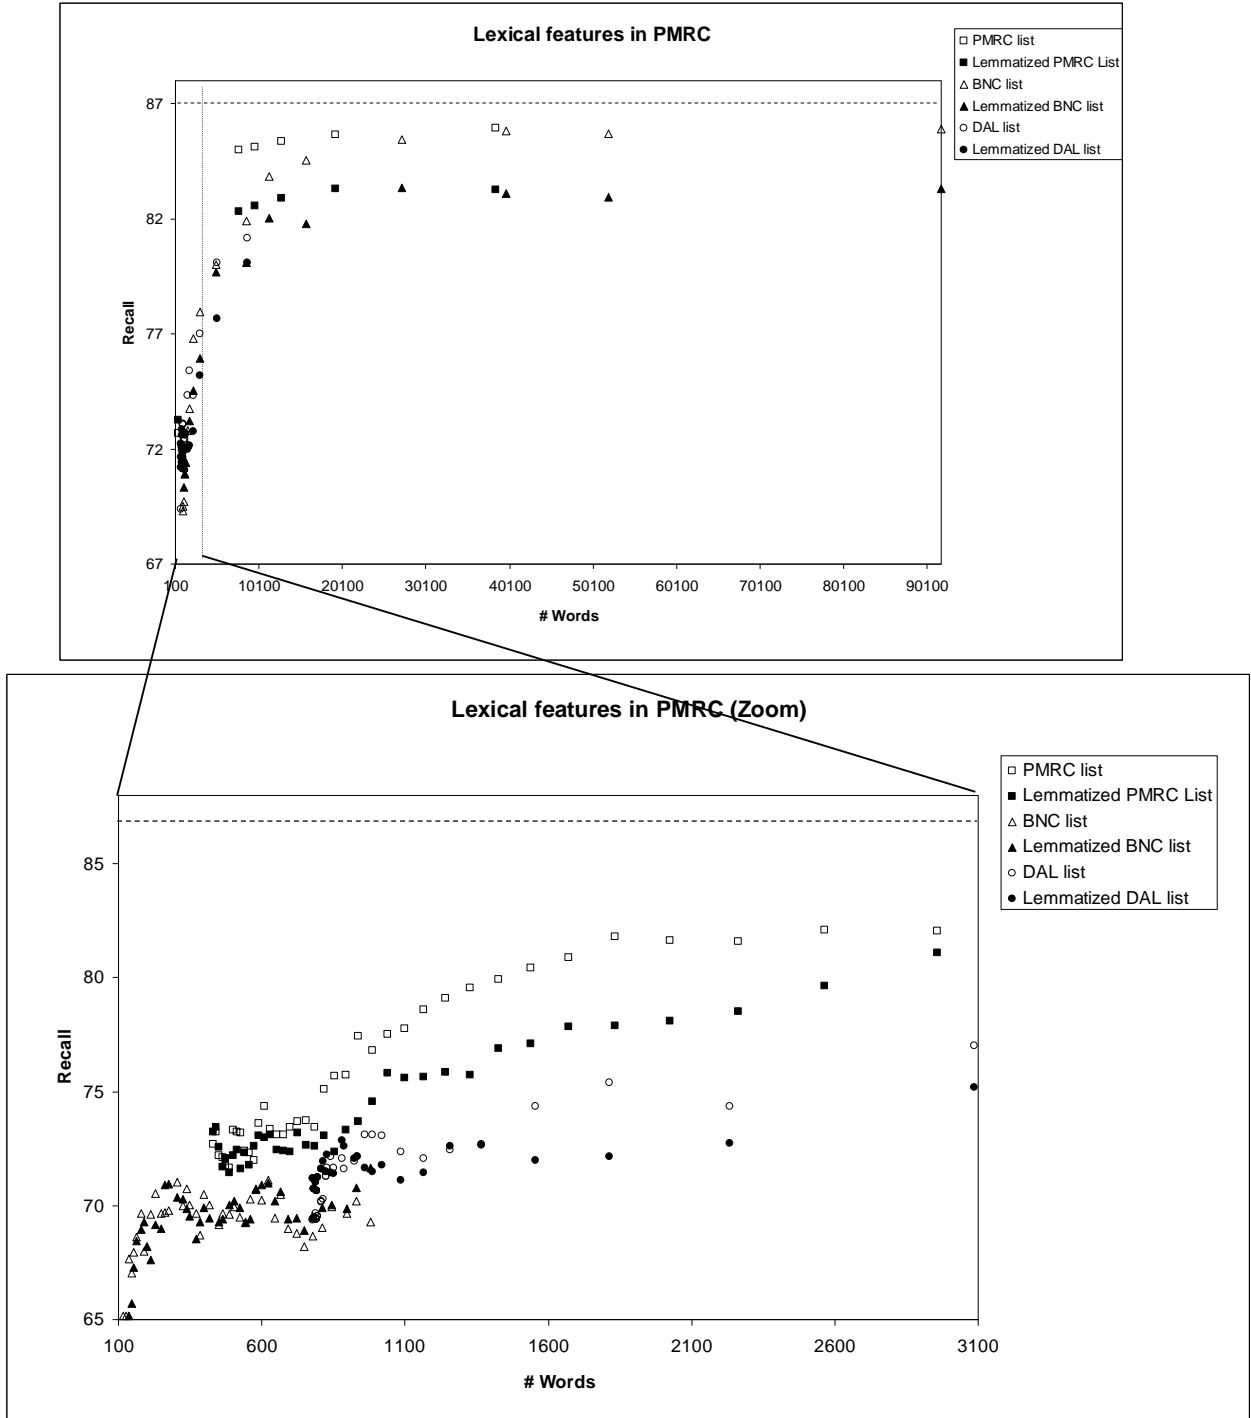 Lexical features in PMRC
PMRC list
Lemmatized PMRC List
BNC list
Lemmatized BNC list
DAL list
Lemmatized DAL list
87
82
77
72
67
Recall
100 10100 20100 30100 40100 50100 60100 70100 80100 90100
# Words
Lexical features in PMRC (Zoom)
PMRC list
Lemmatized PMRC List
BNC list
Lemmatized BNC list
DAL list
Lemmatized DAL list
85
80
75
70
65
Recall
100 600 1100 1600 2100 2600 3100
# Words